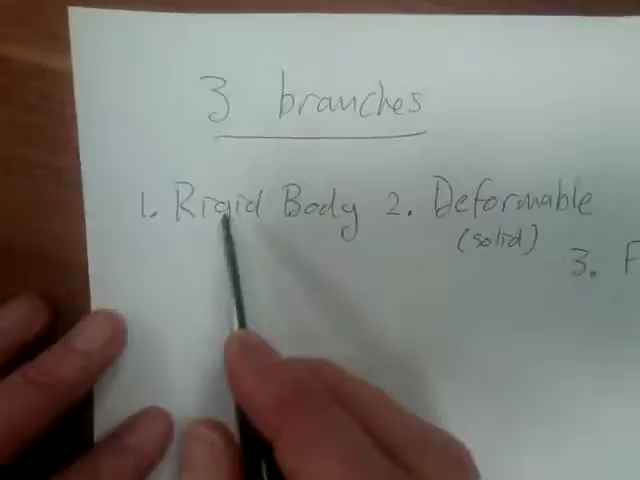 3 branches
1. Rigid Body 2. Deformable
(solid)
3. F